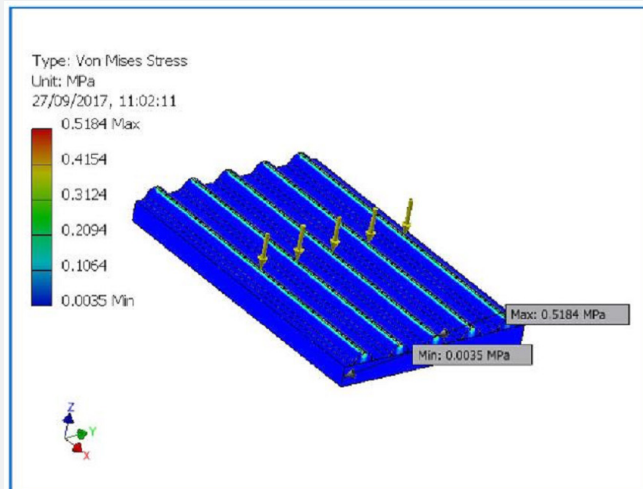 Type: Von Mises Stress
Unit: MPa
27/09/2017, 11:02:11
0.5184 Max
0.4154
0.3124
0.2094
0.1064
0.0035 Min
Max: 0.5184 MPa
Min: 0.0035 MPa
Z
Y
X